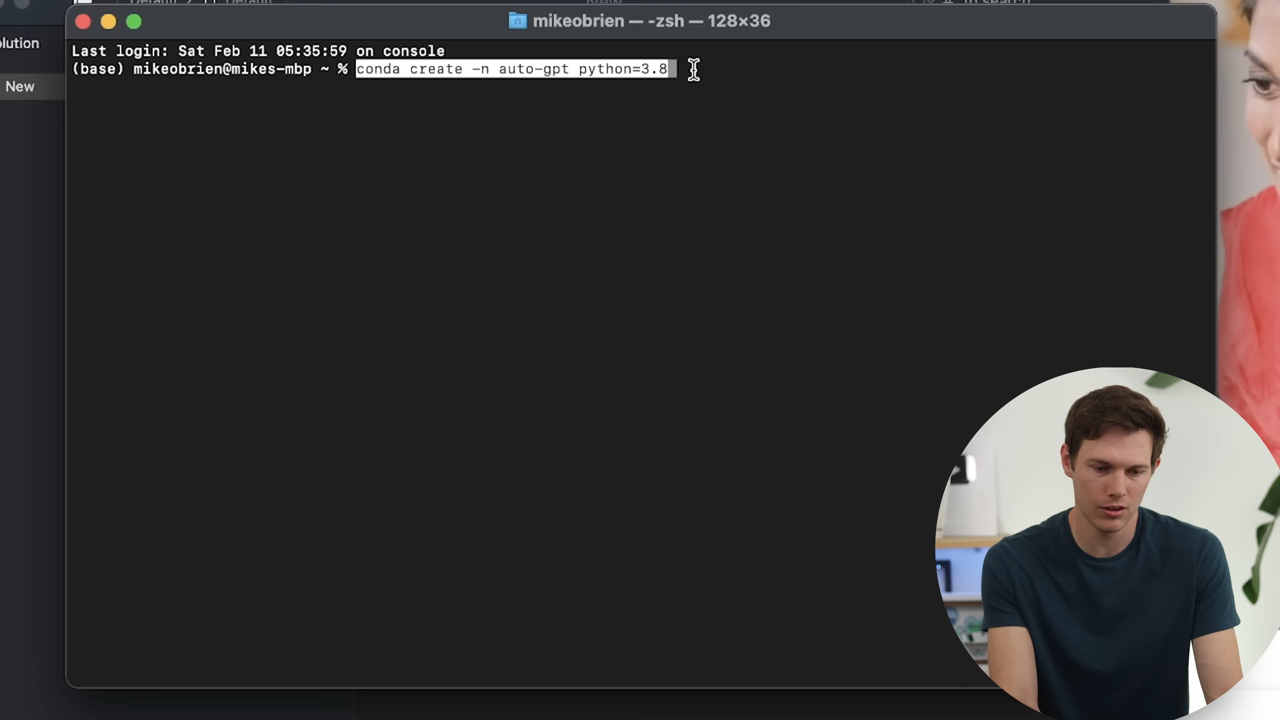 mikeobrien — -zsh — 128×36
olution
Last login: Sat Feb 11 05:35:59 on console
(base) mikeobrien@mikes-mbp ~ % conda create -n auto-gpt python=3.8
New